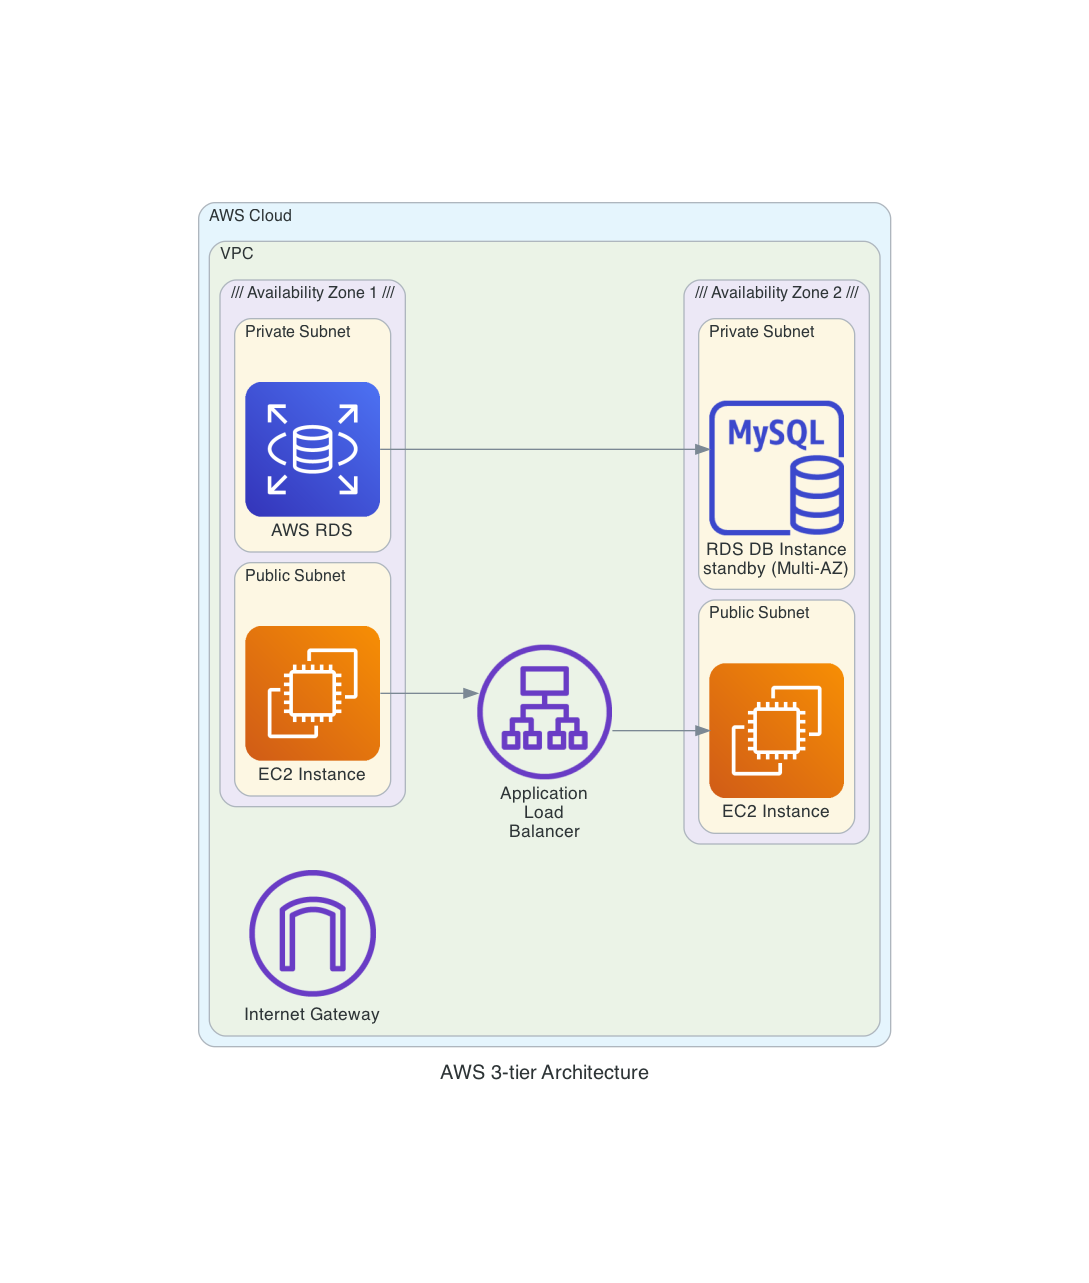 AWS Cloud
VPC
/// Availability Zone 1 ///
Private Subnet
AWS RDS
Public Subnet
EC2 Instance
/// Availability Zone 2 ///
Private Subnet
MySQL
RDS DB Instance
standby (Multi-AZ)
Public Subnet
EC2 Instance
Application
Load
Balancer
Internet Gateway
AWS 3-tier Architecture